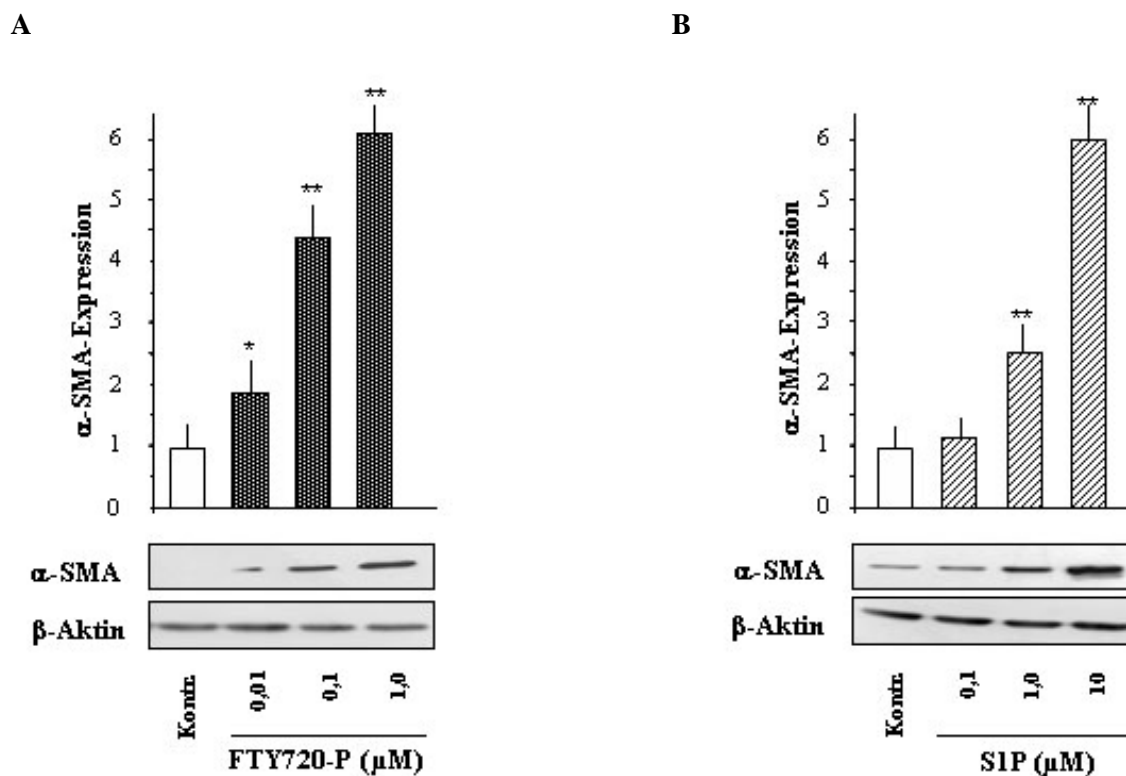 A
B
**
**
*
6
5
4
3
2
1
0
α-SMA-Expression
α-SMA
β-Aktin
Kontr.
0,01
0,1
1,0
FTY720-P (µM)
**
**
6
5
4
3
2
1
0
α-SMA-Expression
α-SMA
β-Aktin
Kontr.
0,1
1,0
10
S1P (µM)